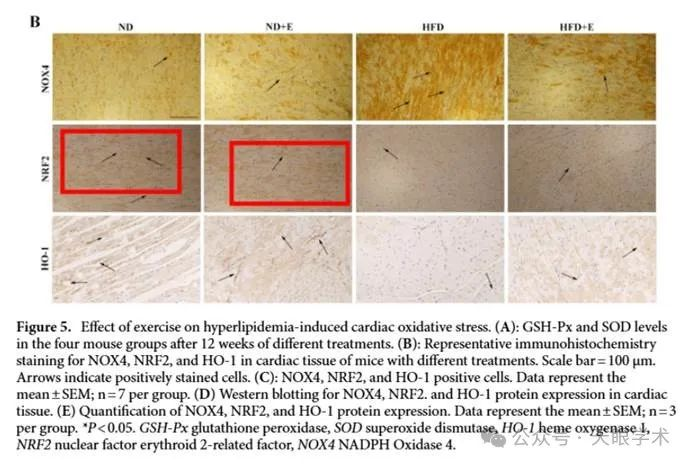 B
ND
ND+E
HFD
HFD+E
NOX4
NRF2
HO-1
Figure 5. Effect of exercise on hyperlipidemia-induced cardiac oxidative stress. (A): GSH-Px and SOD levels
in the four mouse groups after 12 weeks of different treatments. (B): Representative immunohistochemistry
staining for NOX4, NRF2, and HO-1 in cardiac tissue of mice with different treatments. Scale bar = 100 μm.
Arrows indicate positively stained cells. (C): NOX4, NRF2, and HO-1 positive cells. Data represent the
mean ± SEM; n = 7 per group. (D) Western blotting for NOX4, NRF2. and HO-1 protein expression in cardiac
tissue. (E) Quantification of NOX4, NRF2, and HO-1 protein expression. Data represent the mean ± SEM; n = 3
per group. *P < 0.05. GSH-Px glutathione peroxidase, SOD superoxide dismutase, HO-1 heme oxygenase 1,
NRF2 nuclear factor erythroid 2-related factor, NOX4 NADPH Oxidase 4.
公众号 · 天眼学术